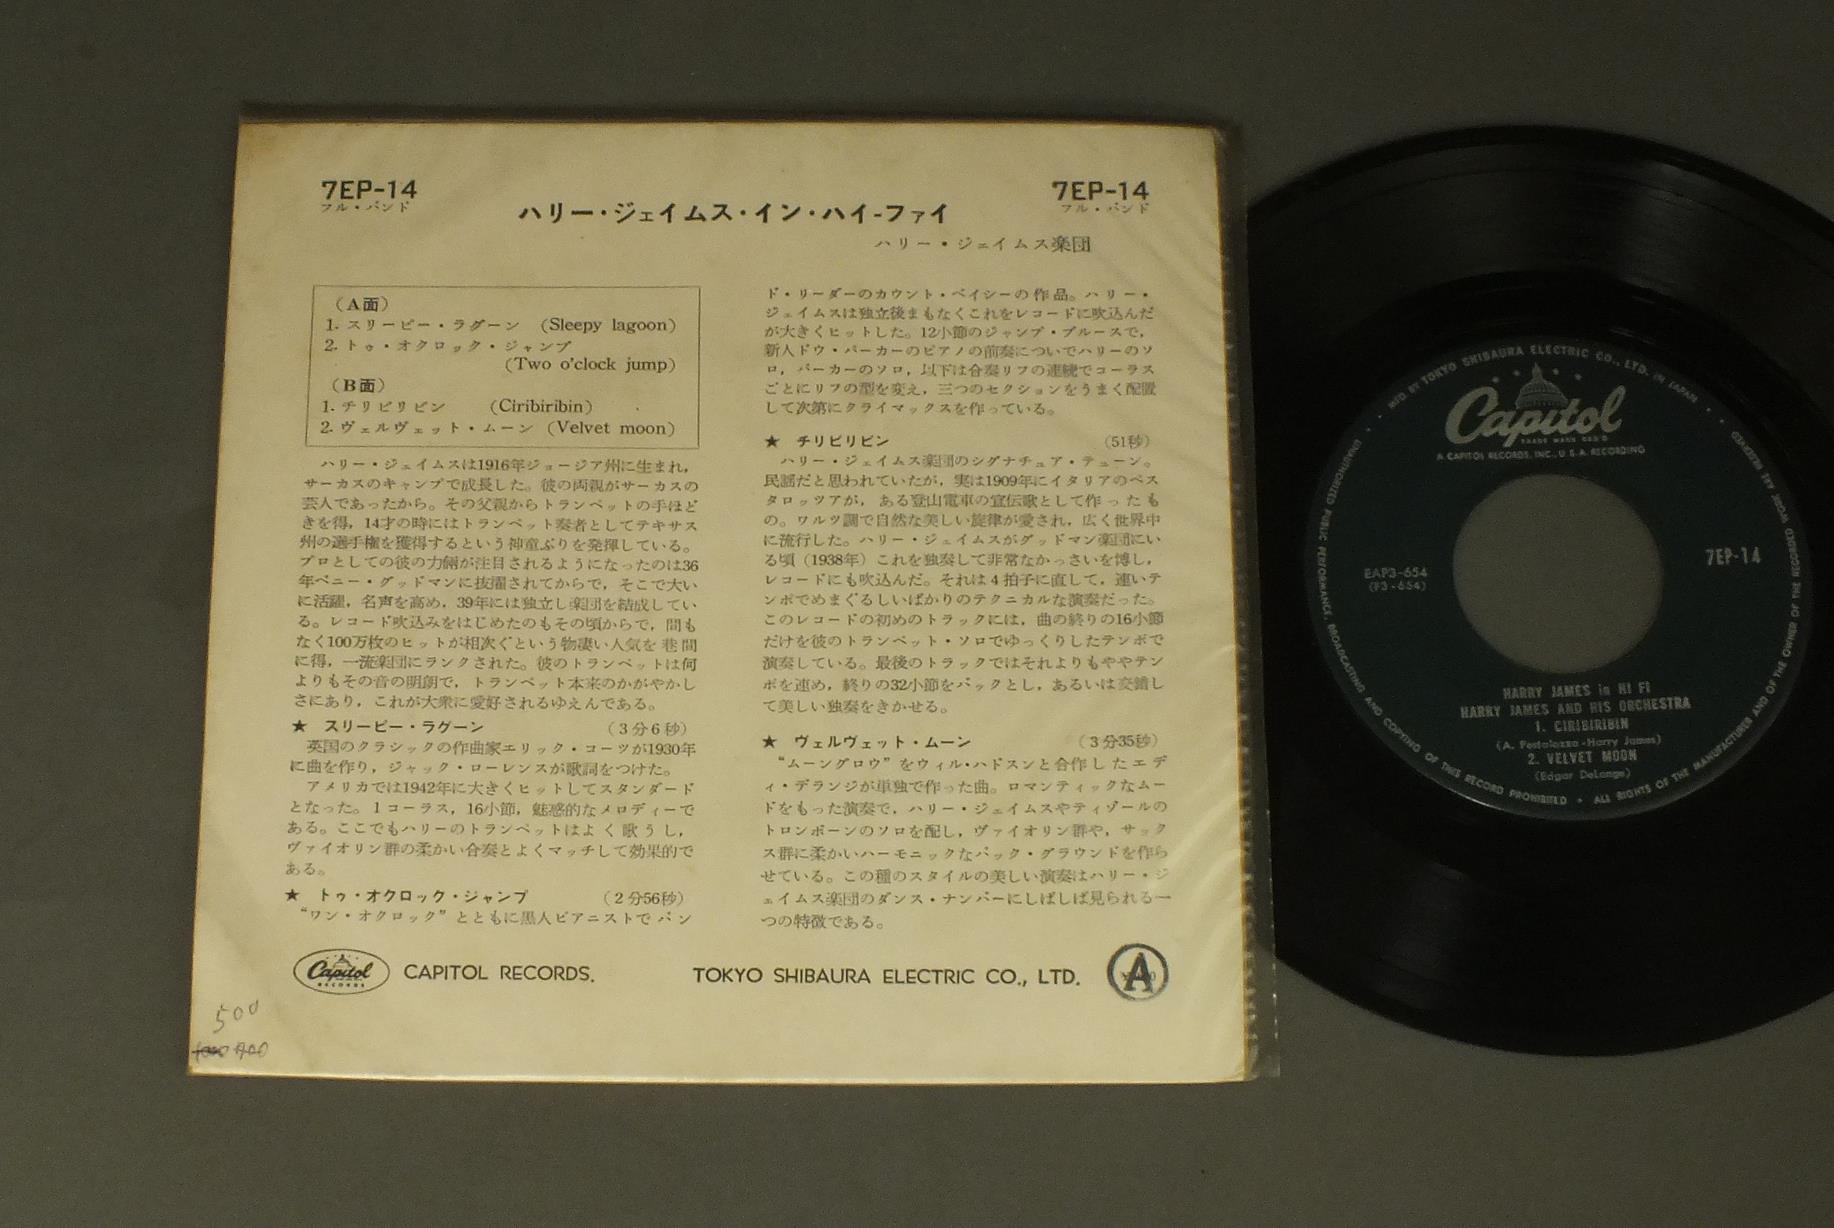 7EP-14
フル・バンド
7EP-14
フル・バンド
ハリー・ジェイムス・イン・ハイ-ファイ
ハリー・ジェイムス楽団
(A面)
1. スリーピー・ラグーン (Sleepy lagoon)
2. トゥ・オクロック・ジャンプ
(Two o'clock jump)
(B面)
1. チリビリビン (Ciribiribin)
2. ヴェルヴェット・ムーン (Velvet moon)
ハリー・ジェイムスは1916年ジョージア州に生まれ，
サーカスのキャンプで成長した。彼の両親がサーカスの
芸人であったから。その父親からトランペットの手ほど
きを得，14才の時にはトランペット奏者としてテキサス
州の選手権を獲得するという神童ぶりを発揮している。
プロとしての彼の力倆が注目されるようになったのは36
年ベニー・グッドマンに抜擢されてからで，そこで大い
に活躍，名声を高め，39年には独立し楽団を結成してい
る。レコード吹込みをはじめたのもその頃からで，間も
なく100万枚のヒットが相次ぐという物凄い人気を巷間
に得，一流楽団にランクされた。彼のトランペットは何
よりもその音の明朗で，トランペット本来のかがやかし
さにあり，これが大衆に愛好されるゆえんである。
★ スリーピー・ラグーン (3分6秒)
英国のクラシックの作曲家エリック・コーツが1930年
に曲を作り，ジャック・ローレンスが歌詞をつけた。
アメリカでは1942年に大きくヒットしてスタンダード
となった。1コーラス，16小節，魅惑的なメロディーで
ある。ここでもハリーのトランペットはよく歌うし，
ヴァイオリン群の柔かい合奏とよくマッチして効果的で
ある。
★ トゥ・オクロック・ジャンプ (2分56秒)
“ワン・オクロック”とともに黒人ピアニストでバン
ド・リーダーのカウント・ベイシーの作品。ハリー・
ジェイムスは独立後まもなくこれをレコードに吹込んだ
が大きくヒットした。12小節のジャンプ・ブルースで，
新人ドウ・パーカーのピアノの前奏についでハリーのソ
ロ，パーカーのソロ，以下は合奏リフの連続でコーラス
ごとにリフの型を変え，三つのセクションをうまく配置
して次第にクライマックスを作っている。
★ チリビリビン (51秒)
ハリー・ジェイムス楽団のシグナチュア・テューン。
民謡だと思われていたが，実は1909年にイタリアのペス
タロッツアが，ある登山電車の宣伝歌として作ったも
の。ワルツ調で自然な美しい旋律が愛され，広く世界中
に流行した。ハリー・ジェイムスがグッドマン楽団にい
る頃（1938年）これを独奏して非常なかっさいを博し，
レコードにも吹込んだ。それは4拍子に直して，速いテ
ンポでめまぐるしいばかりのテクニカルな演奏だった。
このレコードの初めのトラックには，曲の終りの16小節
だけを彼のトランペット・ソロでゆっくりしたテンポで
演奏している。最後のトラックではそれよりもややテン
ポを速め，終りの32小節をバックとし，あるいは交錯し
て美しい独奏をきかせる。
★ ヴェルヴェット・ムーン (3分35秒)
“ムーングロウ”をウィル・ハドスンと合作したエデ
ィ・デランジが単独で作った曲。ロマンティックなムー
ドをもった演奏で，ハリー・ジェイムスやティゾールの
トロンボーンのソロを配し，ヴァイオリン群や，サック
ス群に柔かいハーモニックなバック・グラウンドを作ら
せている。この種のスタイルの美しい演奏はハリー・ジ
ェイムス楽団のダンス・ナンバーにしばしば見られる一
つの特徴である。
Capitol
RECORDS
CAPITOL RECORDS.
TOKYO SHIBAURA ELECTRIC CO., LTD.
A
500
MFD BY TOKYO SHIBAURA ELECTRIC CO., LTD. IN JAPAN
Capitol
TRADE MARK REG'D
A CAPITOL RECORDS, INC., U.S.A. RECORDING
EAP3-654
(F3-654)
7EP-14
HARRY JAMES in HI FI
HARRY JAMES AND HIS ORCHESTRA
1. CIRIBIRIBIN
(A. Pestalozza-Harry James)
2. VELVET MOON
(Edgar DeLange)
UNAUTHORIZED PUBLIC PERFORMANCE, BROADCASTING AND COPYING OF THIS RECORD PROHIBITED • ALL RIGHTS OF THE MANUFACTURER AND OF THE OWNER OF THE RECORDED WORK ARE RESERVED